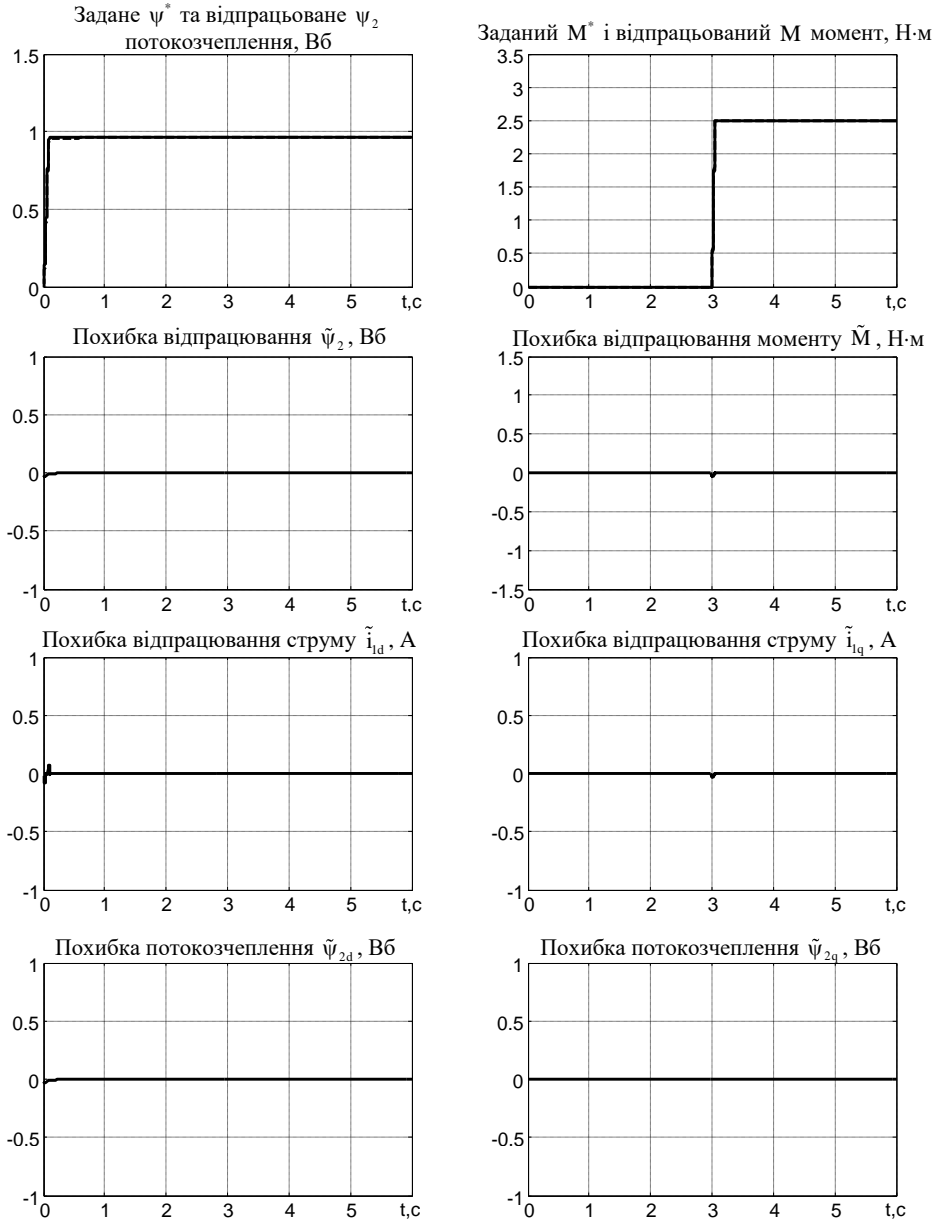 Задане ψ* та відпрацьоване ψ₂
потокозчеплення, Вб
1.5
1
0.5
0
0 1 2 3 4 5 t,c
Заданий M* і відпрацьований M момент, Н·м
3.5
3
2.5
2
1.5
1
0.5
0
0 1 2 3 4 5 t,c
Похибка відпрацювання ψ̃₂, Вб
1
0.5
0
-0.5
-1
0 1 2 3 4 5 t,c
Похибка відпрацювання моменту M̃, Н·м
1.5
1
0.5
0
-0.5
-1
-1.5
0 1 2 3 4 5 t,c
Похибка відпрацювання струму ĩ₁d, А
1
0.5
0
-0.5
-1
0 1 2 3 4 5 t,c
Похибка відпрацювання струму ĩ₁q, А
1
0.5
0
-0.5
-1
0 1 2 3 4 5 t,c
Похибка потокозчеплення ψ̃₂d, Вб
1
0.5
0
-0.5
-1
0 1 2 3 4 5 t,c
Похибка потокозчеплення ψ̃₂q, Вб
1
0.5
0
-0.5
-1
0 1 2 3 4 5 t,c